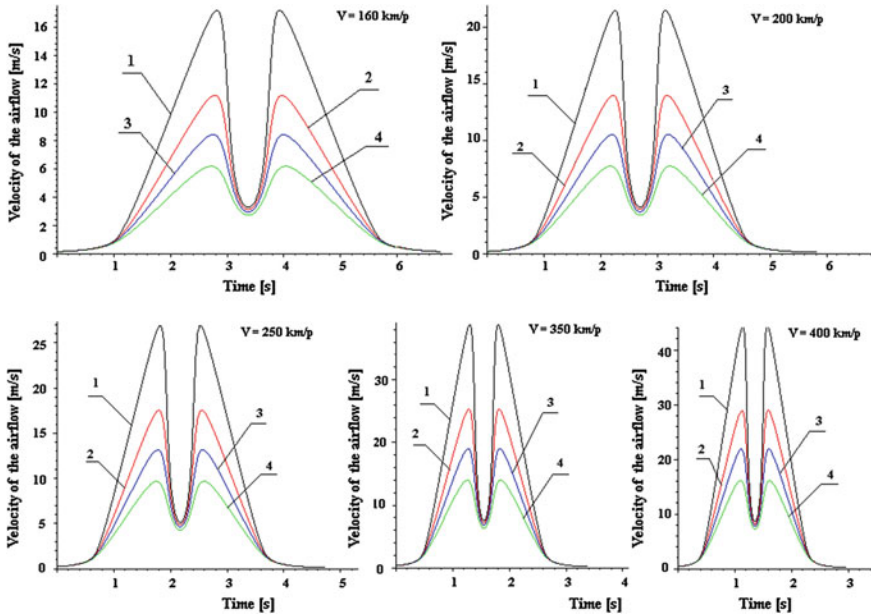 V = 160 km/p
Velocity of the airflow [m/s]
16
14
12
10
8
6
4
2
0
1
2
3
4
1 2 3 4 5 6
Time [s]
V = 200 km/p
Velocity of the airflow [m/s]
20
15
10
5
0
1
3
2
4
1 2 3 4 5 6
Time [s]
V = 250 km/p
Velocity of the airflow [m/s]
25
20
15
10
5
0
1
3
2
4
1 2 3 4 5
Time [s]
V = 350 km/p
Velocity of the airflow [m/s]
30
20
10
0
1
3
2
4
1 2 3 4
Time [s]
V = 400 km/p
Velocity of the airflow [m/s]
40
30
20
10
0
1
3
2
4
1 2 3
Time [s]